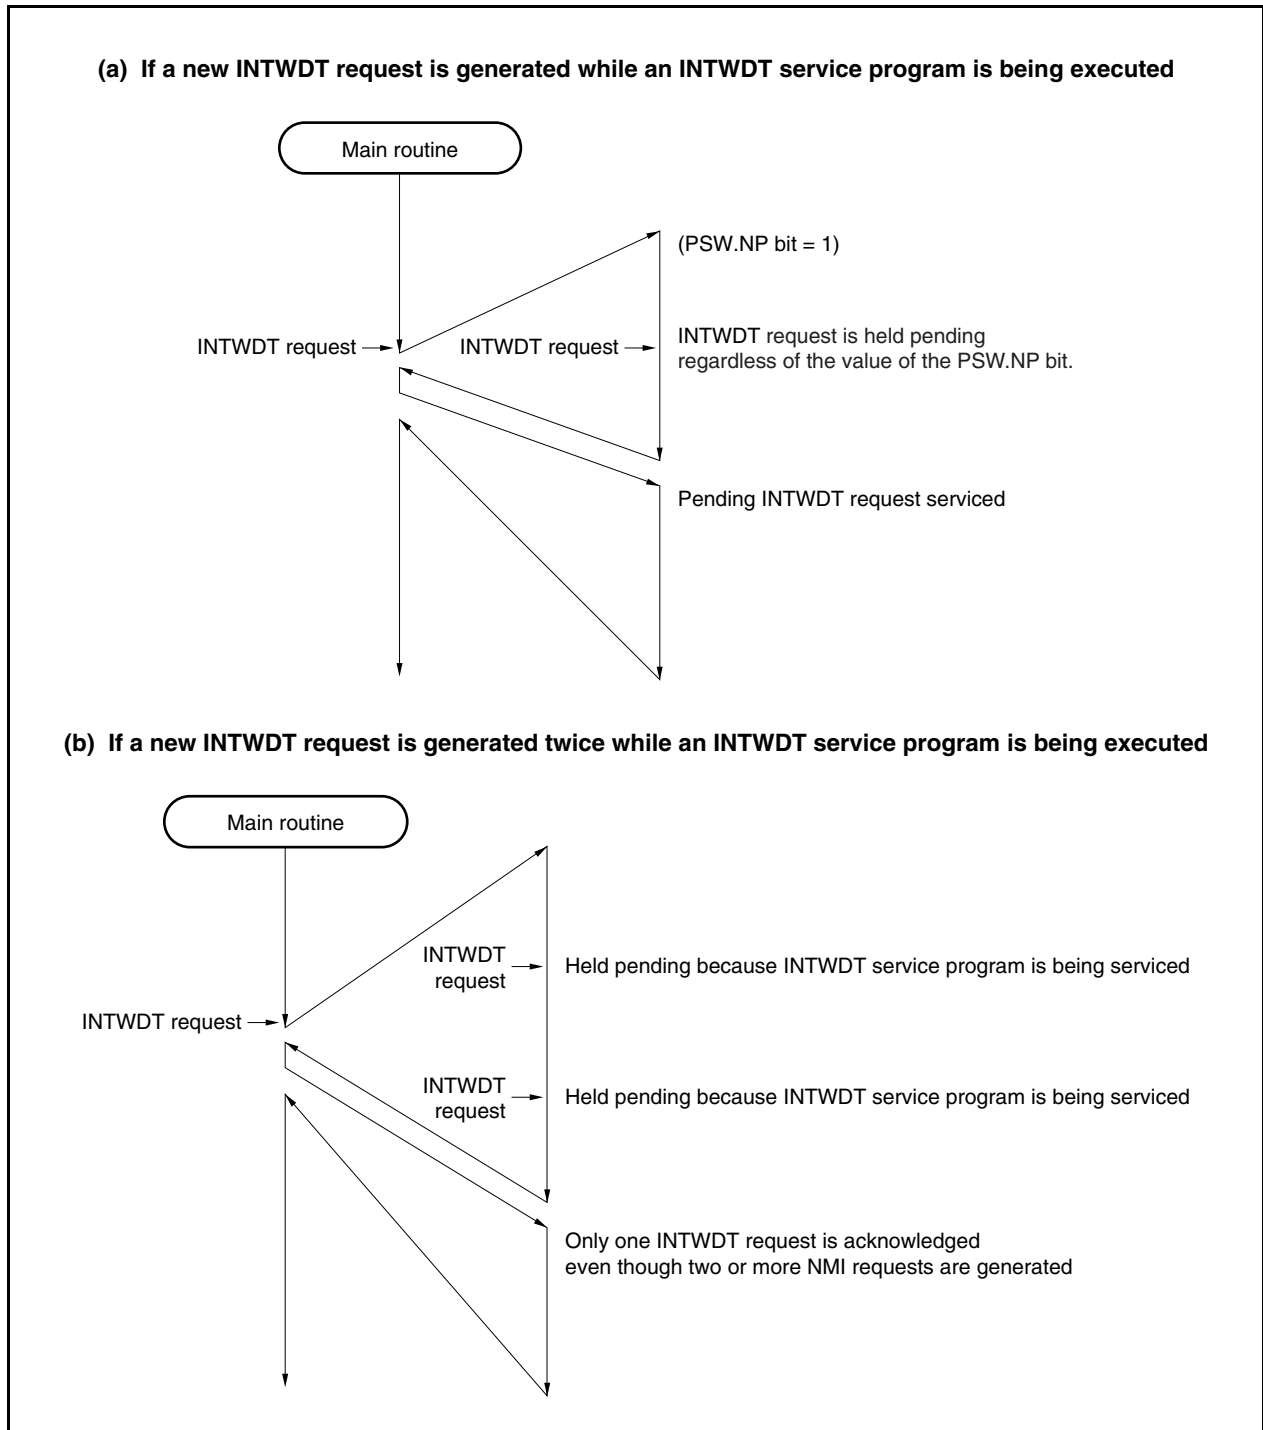 (a) If a new INTWDT request is generated while an INTWDT service program is being executed
Main routine
(PSW.NP bit = 1)
INTWDT request
INTWDT request
INTWDT request is held pending
regardless of the value of the PSW.NP bit.
Pending INTWDT request serviced
(b) If a new INTWDT request is generated twice while an INTWDT service program is being executed
Main routine
INTWDT
request
Held pending because INTWDT service program is being serviced
INTWDT request
INTWDT
request
Held pending because INTWDT service program is being serviced
Only one INTWDT request is acknowledged
even though two or more NMI requests are generated